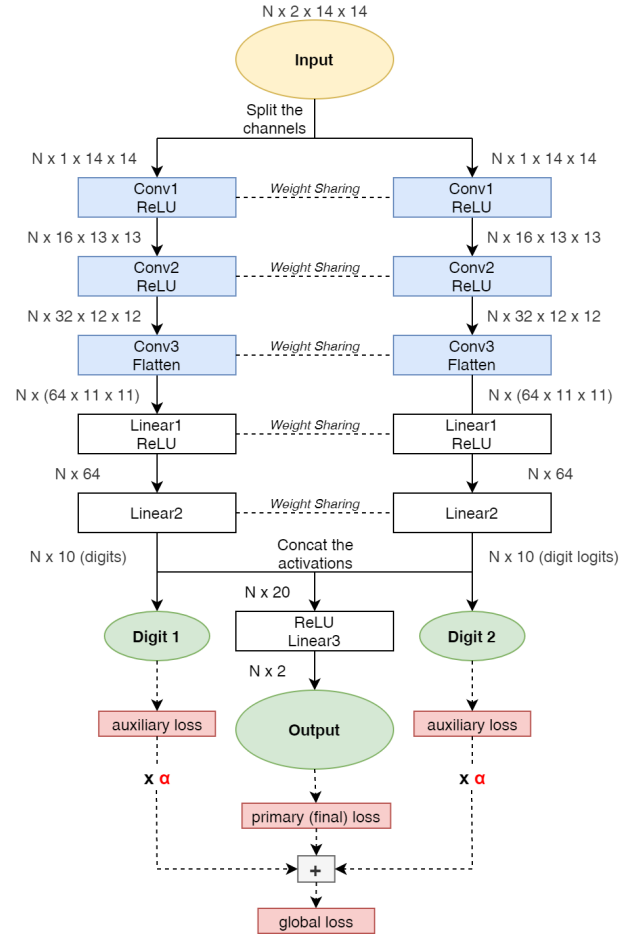 N x 2 x 14 x 14
Input
Split the
channels
N x 1 x 14 x 14
N x 1 x 14 x 14
Conv1
ReLU
Weight Sharing
Conv1
ReLU
N x 16 x 13 x 13
N x 16 x 13 x 13
Conv2
ReLU
Weight Sharing
Conv2
ReLU
N x 32 x 12 x 12
N x 32 x 12 x 12
Conv3
Flatten
Weight Sharing
Conv3
Flatten
N x (64 x 11 x 11)
N x (64 x 11 x 11)
Linear1
ReLU
Weight Sharing
Linear1
ReLU
N x 64
N x 64
Linear2
Weight Sharing
Linear2
N x 10 (digits)
Concat the
activations
N x 10 (digit logits)
N x 20
Digit 1
ReLU
Linear3
Digit 2
N x 2
auxiliary loss
Output
auxiliary loss
x α
x α
primary (final) loss
+
global loss